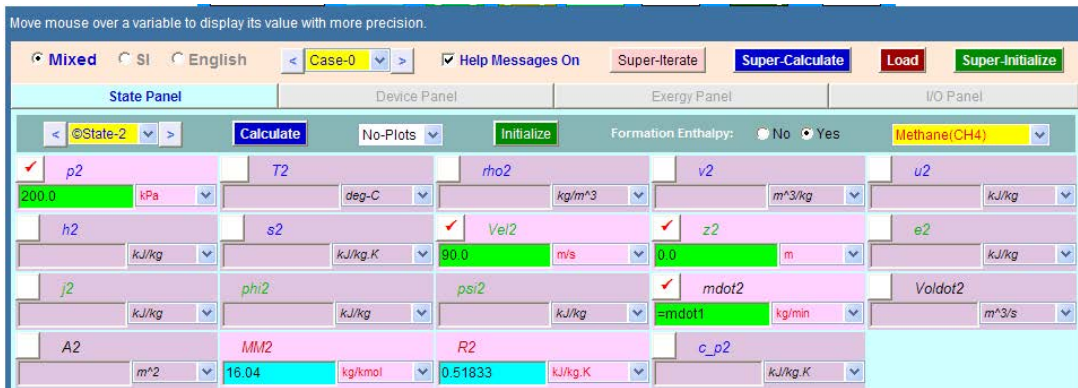 Move mouse over a variable to display its value with more precision.
Mixed SI English < Case-0 > Help Messages On Super-Iterate Super-Calculate Load Super-Initialize
State Panel Device Panel Exergy Panel I/O Panel
< ©State-2 > Calculate No-Plots Initialize Formation Enthalpy: No Yes Methane(CH4)
p2 T2 rho2 v2 u2
200.0 kPa deg-C kg/m^3 m^3/kg kJ/kg
h2 s2 Vel2 z2 e2
kJ/kg kJ/kg.K 90.0 m/s 0.0 m kJ/kg
j2 phi2 psi2 mdot2 Voldot2
kJ/kg kJ/kg kJ/kg =mdot1 kg/min m^3/s
A2 MM2 R2 c_p2
m^2 16.04 kg/kmol 0.51833 kJ/kg.K kJ/kg.K